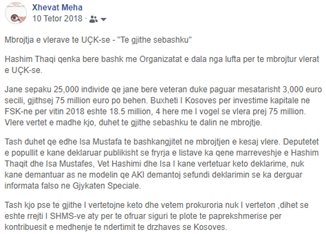 Xhevat Meha
10 Tetor 2018 ·
Mbrojtja e vlerave te UÇK-se - "Te gjithe sebashku"
Hashim Thaqi qenka bere bashk me Organizatat e dala nga lufta per te mbrojtur vlerat
e UÇK-se.
Jane sepaku 25,000 individe qe jane bere veteran duke paguar mesatarisht 3,000 euro
secili, gjithsej 75 milion euro po behen. Buxheti I Kosoves per investime kapitale ne
FSK-ne per vitin 2018 eshte 18.5 milion, 4 here me I vogel se vlera prej 75 milion.
Vlere vertet e madhe kjo, duhet te gjithe sebashku te dalin ne mbrojtje.
Tash duhet qe edhe Isa Mustafa te bashkangjitet ne mbrojtjen e kesaj vlere. Deputetet
e popullit e kane deklaruar publikisht se fryrja e listave ka qene marreveshje e Hashim
Thaqit dhe Isa Mustafes, Vet Hashimi dhe Isa I kane vertetuar keto deklarime, nuk
kane demantuar as ne modelin qe AKI demantoj sefundi deklarimin se ka derguar
informata falso ne Gjykaten Speciale.
Tash kjo pse te gjithe I vertetojne keto dhe vetem prokuroria nuk I verteton ,dihet se
eshte rrejti I SHMS-ve aty per te ofruar siguri te plote te paprekshmerise per
kontribuesit e medhenje te ndertimit te drzhaves se Kosoves.